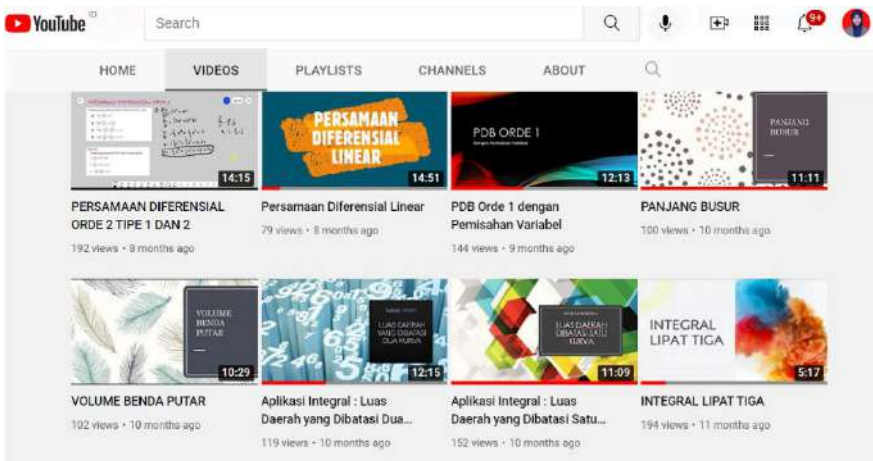 YouTube ID
Search
9+
HOME VIDEOS PLAYLISTS CHANNELS ABOUT
14:15
PERSAMAAN
DIFERENSIAL
LINEAR
14:51
PDB ORDE 1
Dengan Pemisahan Variabel
12:13
PANJANG
BUSUR
11:11
PERSAMAAN DIFERENSIAL
ORDE 2 TIPE 1 DAN 2
192 views • 8 months ago
Persamaan Diferensial Linear
79 views • 8 months ago
PDB Orde 1 dengan
Pemisahan Variabel
144 views • 9 months ago
PANJANG BUSUR
100 views • 10 months ago
VOLUME
BENDA
PUTAR
10:29
LUAS DAERAH
YANG DIBATASI
DUA KURVA
12:15
LUAS DAERAH
DIBATASI SATU
KURVA
11:09
INTEGRAL
LIPAT TIGA
5:17
VOLUME BENDA PUTAR
102 views • 10 months ago
Aplikasi Integral : Luas
Daerah yang Dibatasi Dua...
119 views • 10 months ago
Aplikasi Integral : Luas
Daerah yang Dibatasi Satu...
152 views • 10 months ago
INTEGRAL LIPAT TIGA
194 views • 11 months ago